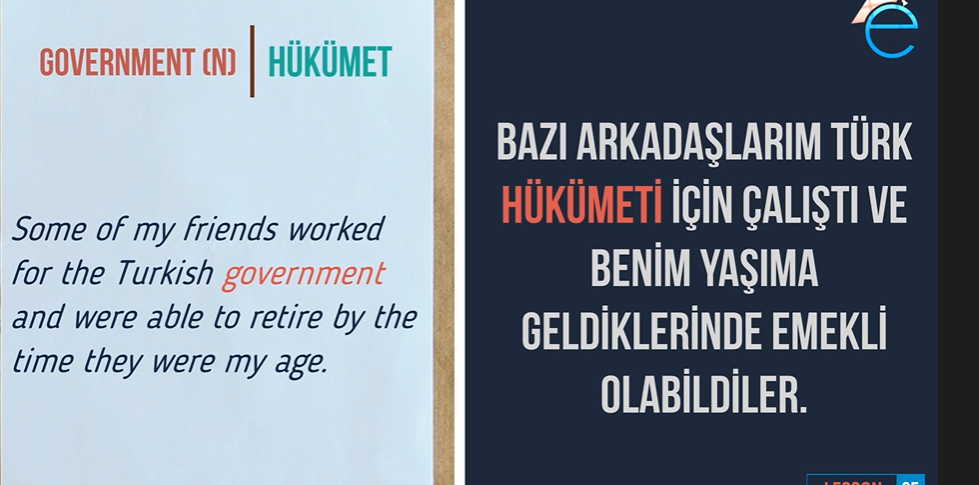 GOVERNMENT (N) | HÜKÜMET
Some of my friends worked
for the Turkish government
and were able to retire by the
time they were my age.
BAZI ARKADAŞLARIM TÜRK
HÜKÜMETİ İÇİN ÇALIŞTI VE
BENİM YAŞIMA
GELDİKLERİNDE EMEKLİ
OLABİLDİLER.